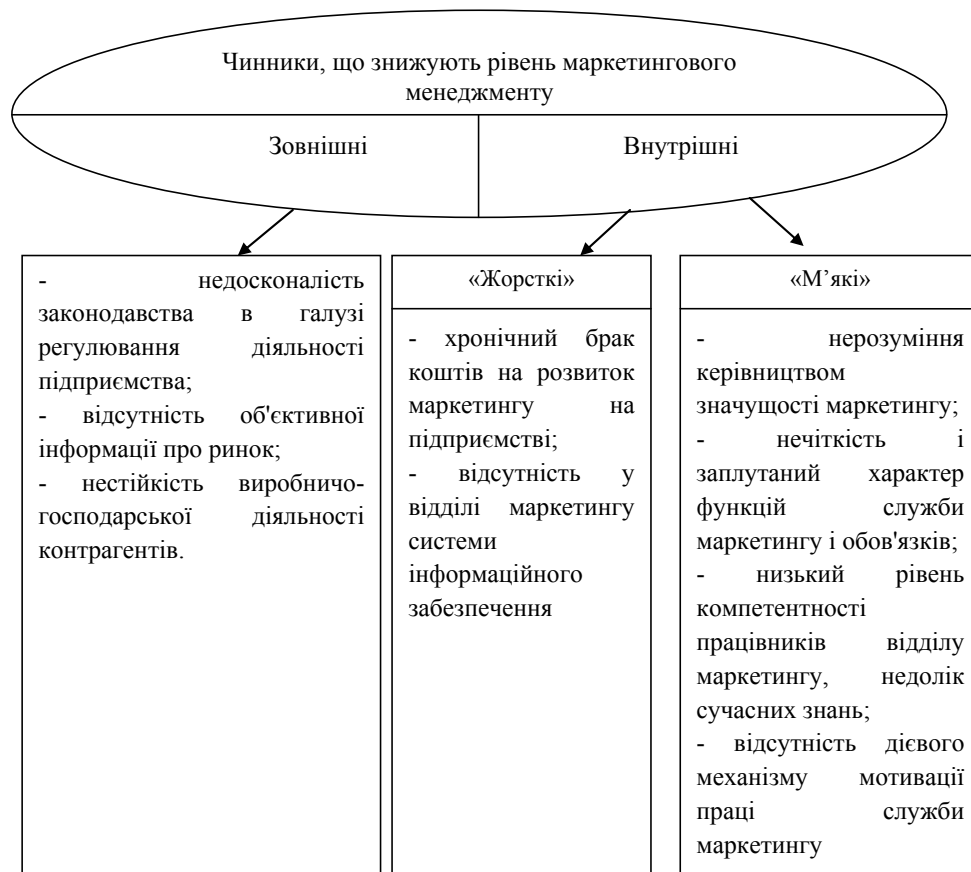 Чинники, що знижують рівень маркетингового
менеджменту
Зовнішні
Внутрішні
- недосконалість
законодавства в галузі
регулювання діяльності
підприємства;
- відсутність об'єктивної
інформації про ринок;
- нестійкість виробничо-
господарської діяльності
контрагентів.
«Жорсткі»
- хронічний брак
коштів на розвиток
маркетингу на
підприємстві;
- відсутність у
відділі маркетингу
системи
інформаційного
забезпечення
«М’які»
- нерозуміння
керівництвом
значущості маркетингу;
- нечіткість і
заплутаний характер
функцій служби
маркетингу і обов'язків;
- низький рівень
компетентності
працівників відділу
маркетингу, недолік
сучасних знань;
- відсутність дієвого
механізму мотивації
праці служби
маркетингу